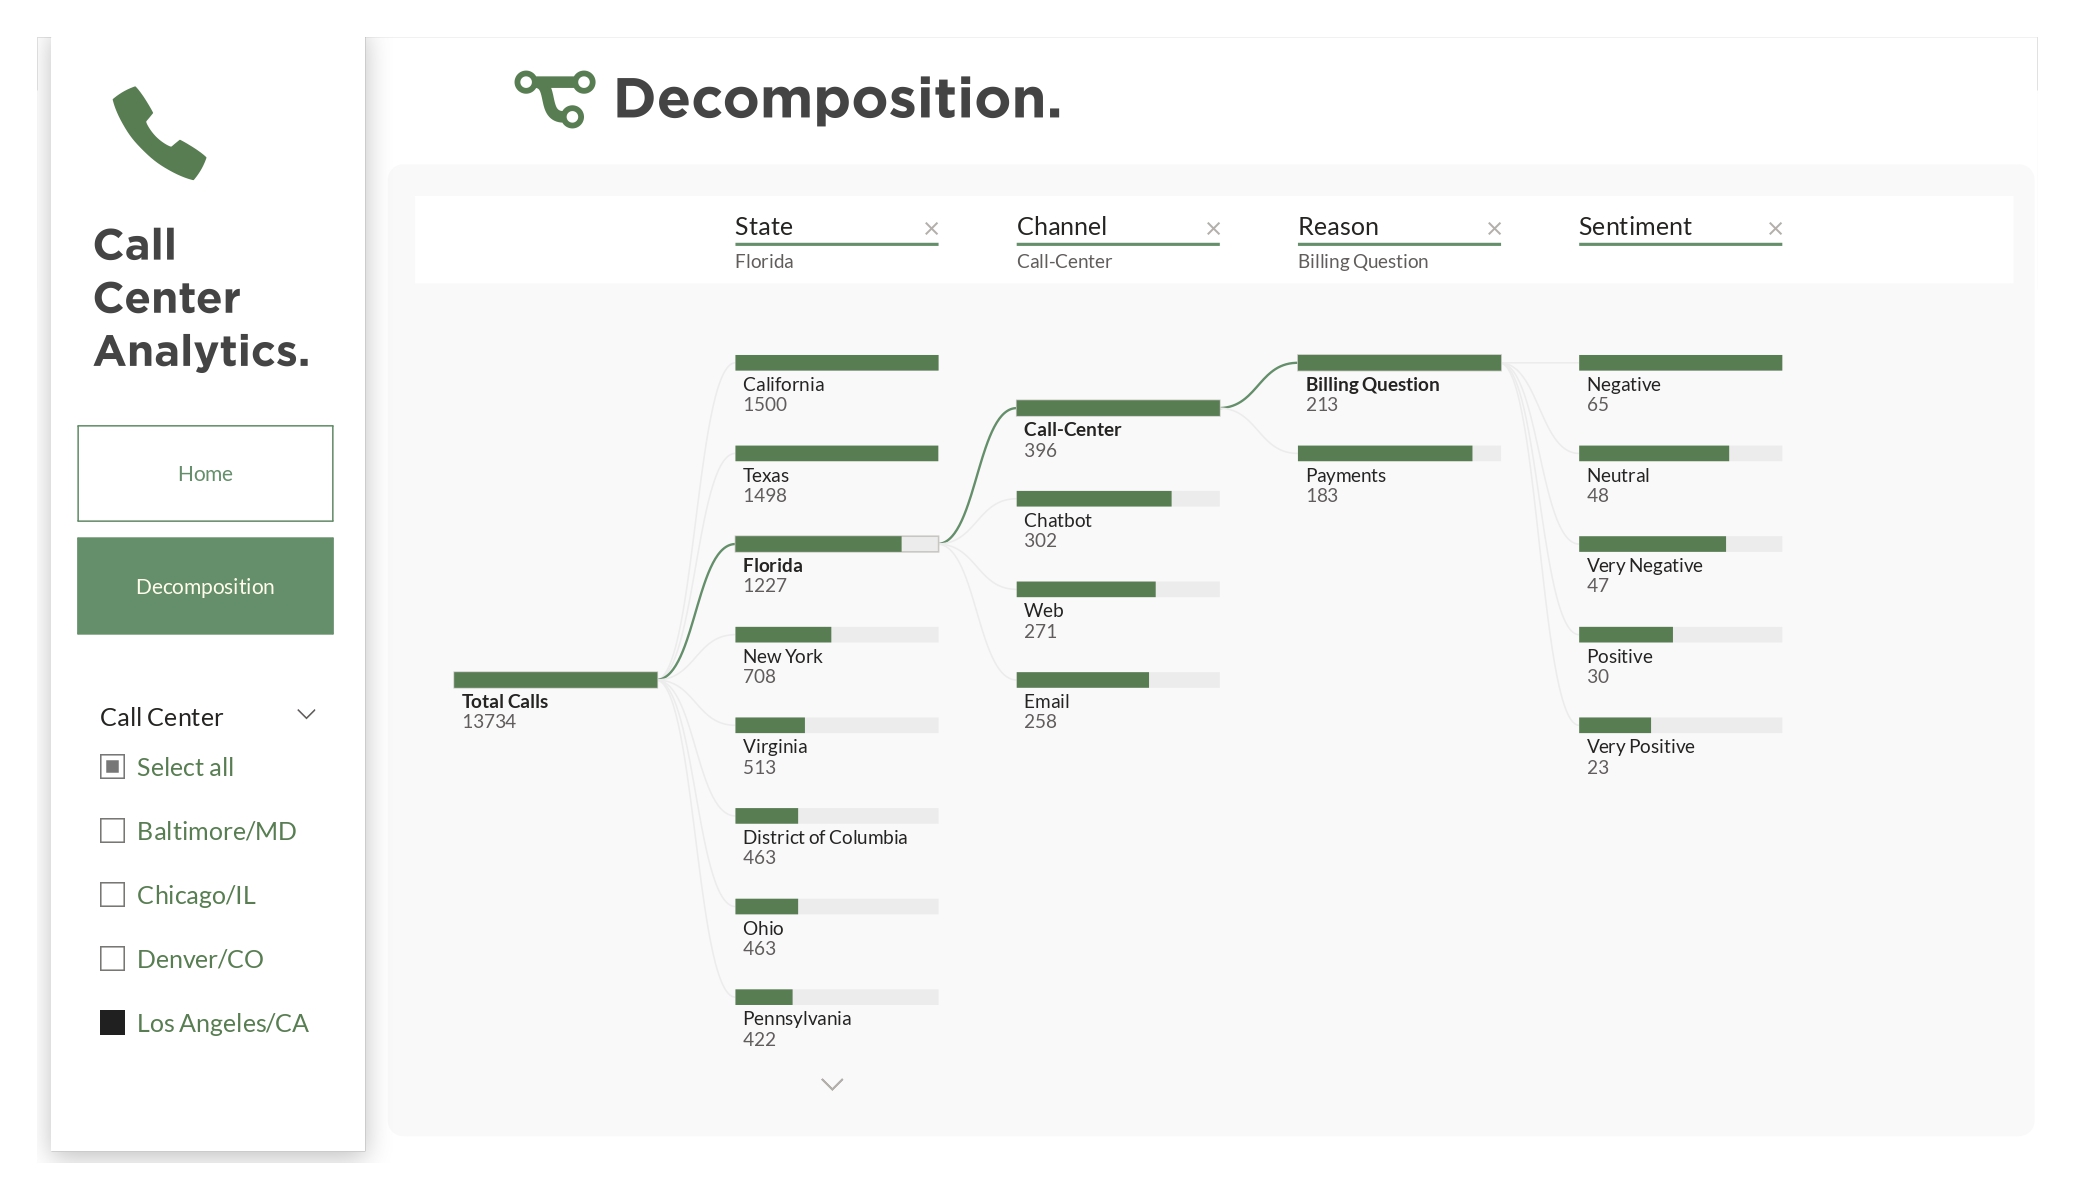 Call
Center
Analytics.
Home
Decomposition
Call Center
Select all
Baltimore/MD
Chicago/IL
Denver/CO
Los Angeles/CA
Decomposition.
State
Florida
Channel
Call-Center
Reason
Billing Question
Sentiment
Total Calls
13734
California
1500
Texas
1498
Florida
1227
New York
708
Virginia
513
District of Columbia
463
Ohio
463
Pennsylvania
422
Call-Center
396
Chatbot
302
Web
271
Email
258
Billing Question
213
Payments
183
Negative
65
Neutral
48
Very Negative
47
Positive
30
Very Positive
23